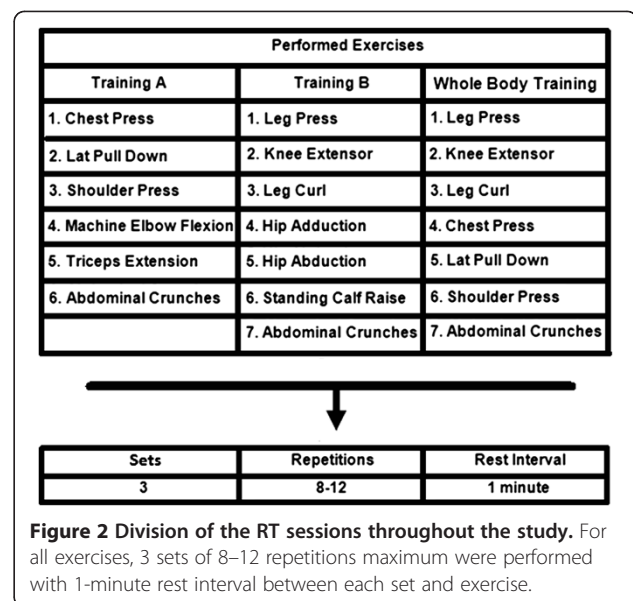 Performed Exercises
Training A Training B Whole Body Training
1. Chest Press 1. Leg Press 1. Leg Press
2. Lat Pull Down 2. Knee Extensor 2. Knee Extensor
3. Shoulder Press 3. Leg Curl 3. Leg Curl
4. Machine Elbow Flexion 4. Hip Adduction 4. Chest Press
5. Triceps Extension 5. Hip Abduction 5. Lat Pull Down
6. Abdominal Crunches 6. Standing Calf Raise 6. Shoulder Press
7. Abdominal Crunches 7. Abdominal Crunches
Sets Repetitions Rest Interval
3 8-12 1 minute
Figure 2 Division of the RT sessions throughout the study. For
all exercises, 3 sets of 8–12 repetitions maximum were performed
with 1-minute rest interval between each set and exercise.